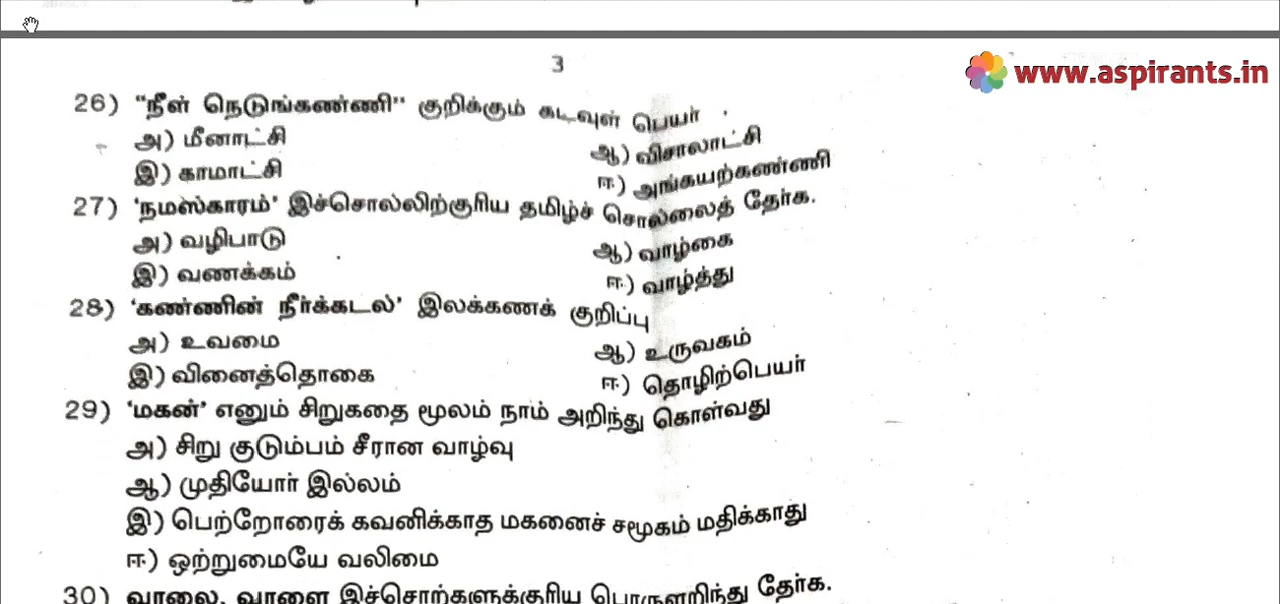 3
www.aspirants.in
26) "நீள் நெடுங்கண்ணி" குறிக்கும் கடவுள் பெயர்
அ) மீனாட்சி ஆ) விசாலாட்சி
இ) காமாட்சி ஈ) அங்கயற்கண்ணி
27) 'நமஸ்காரம்' இச்சொல்லிற்குரிய தமிழ்ச் சொல்லைத் தேர்க.
அ) வழிபாடு ஆ) வாழ்கை
இ) வணக்கம் ஈ) வாழ்த்து
28) 'கண்ணின் நீர்க்கடல்' இலக்கணக் குறிப்பு
அ) உவமை ஆ) உருவகம்
இ) வினைத்தொகை ஈ) தொழிற்பெயர்
29) 'மகன்' எனும் சிறுகதை மூலம் நாம் அறிந்து கொள்வது
அ) சிறு குடும்பம் சீரான வாழ்வு
ஆ) முதியோர் இல்லம்
இ) பெற்றோரைக் கவனிக்காத மகனைச் சமூகம் மதிக்காது
ஈ) ஒற்றுமையே வலிமை
30) வாலை, வாளை இச்சொற்களுக்குரிய பொருளறிந்து தேர்க.